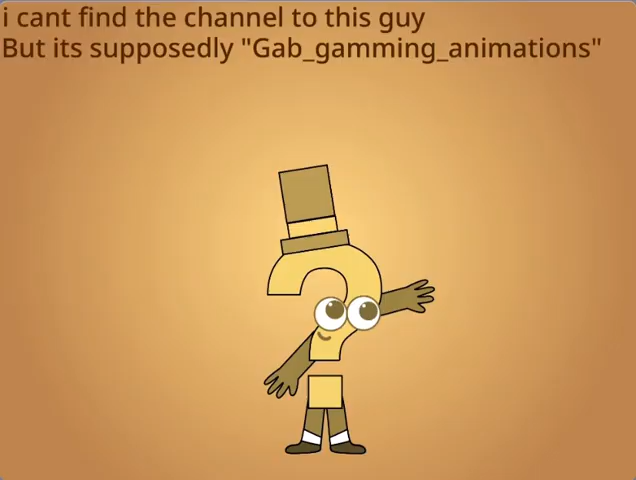 i cant find the channel to this guy
But its supposedly "Gab_gamming_animations"